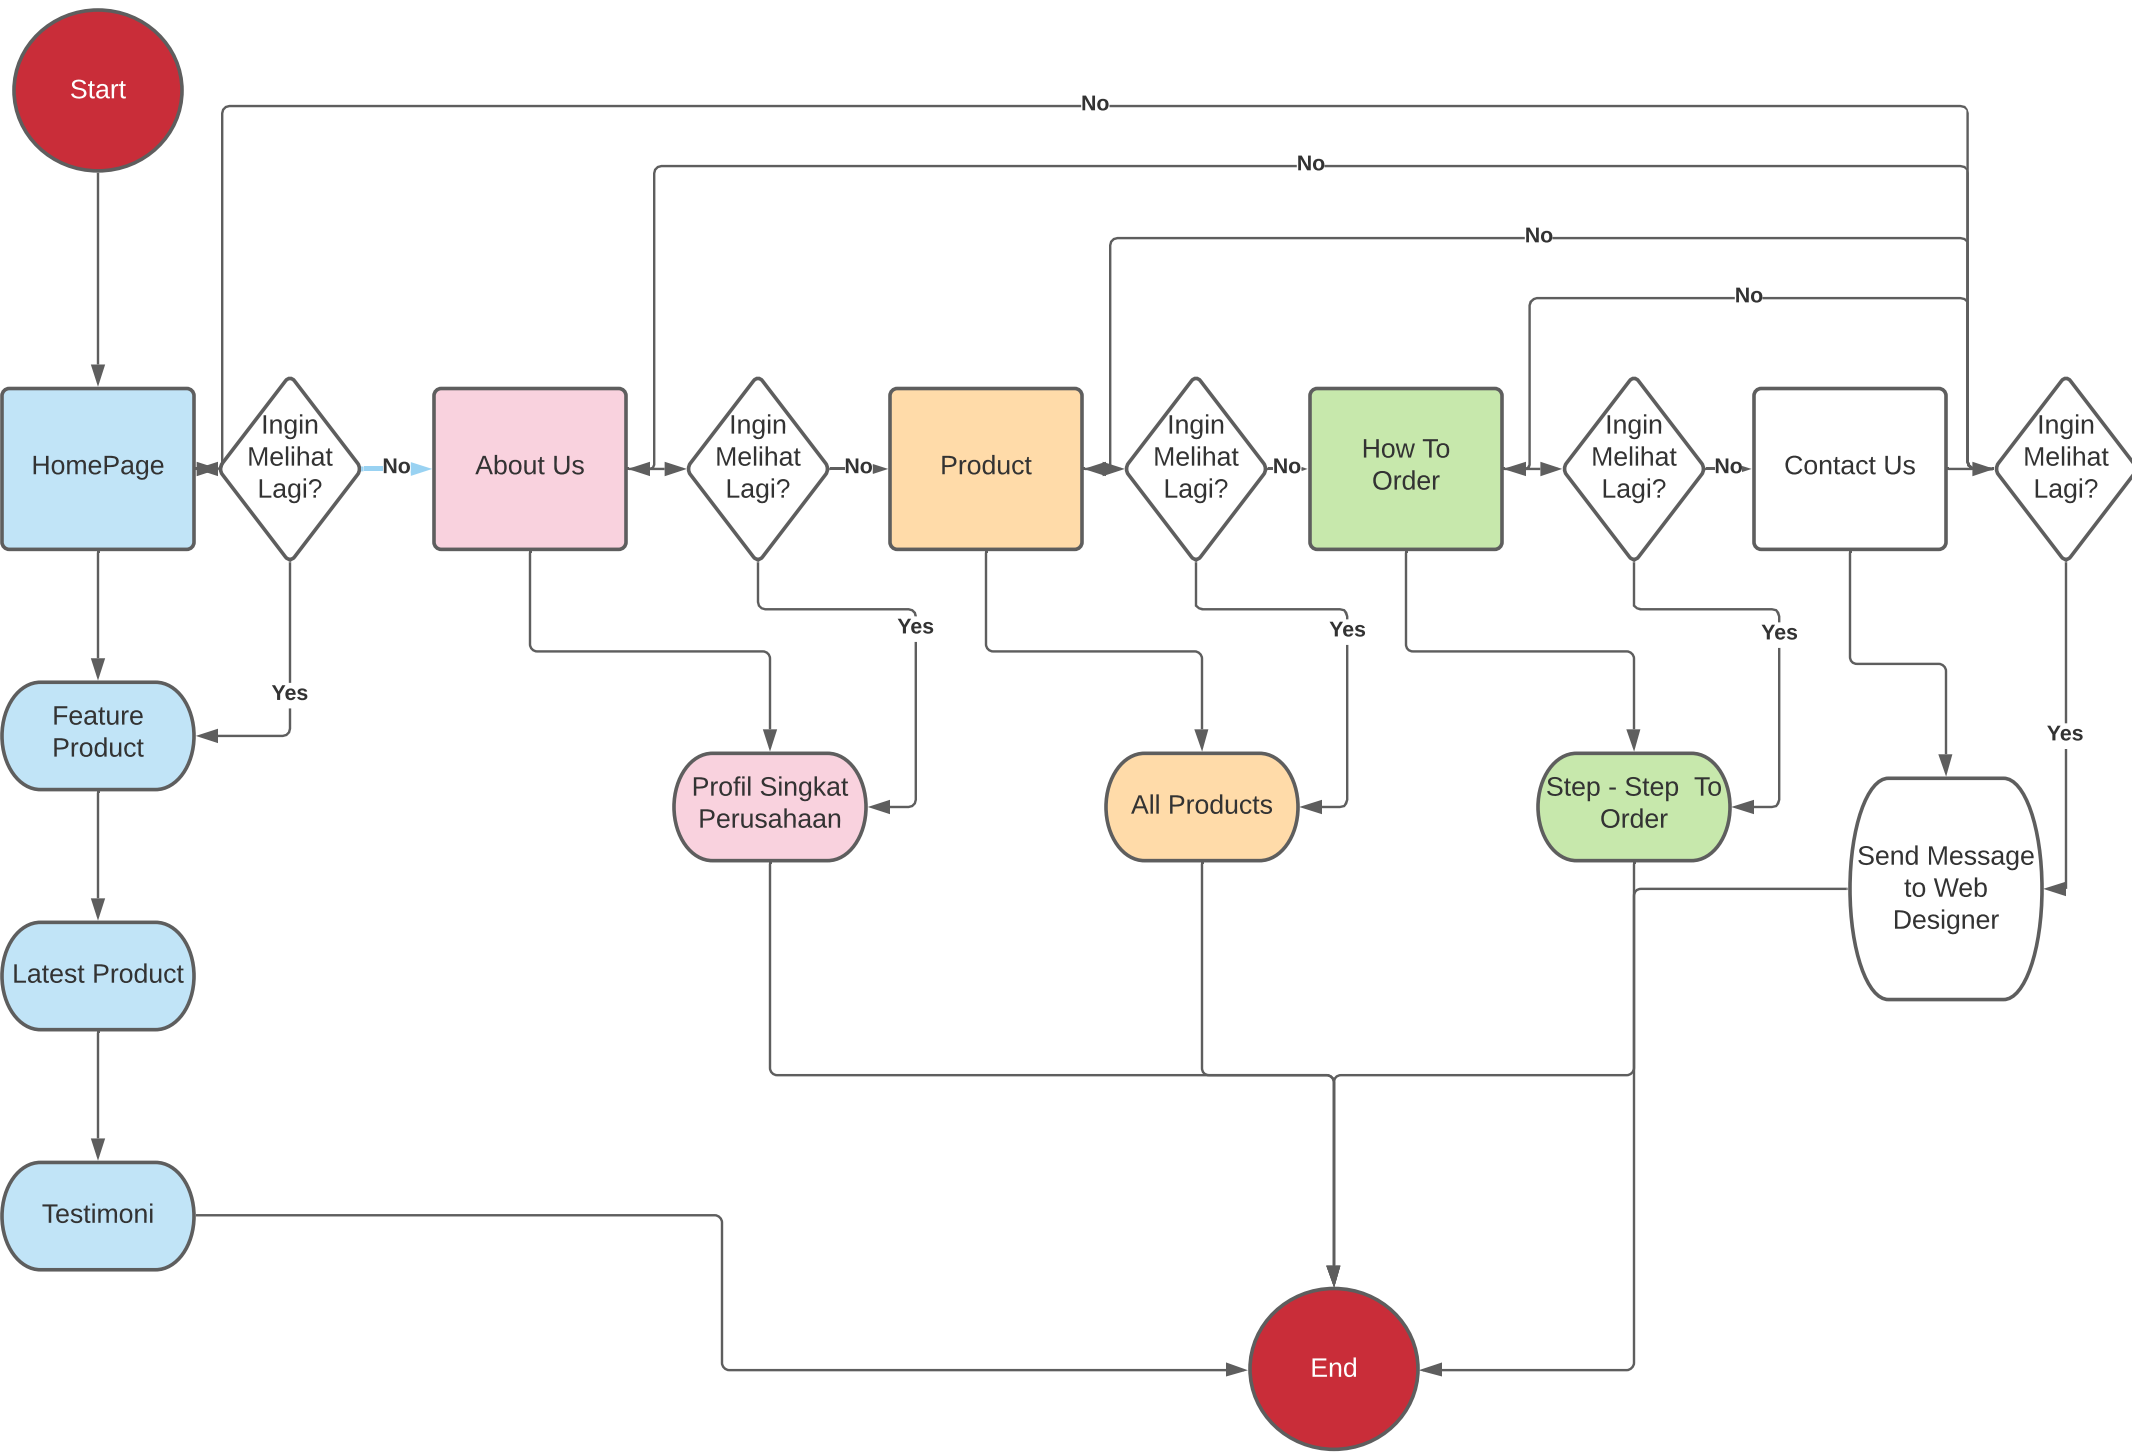 Start
No
No
No
No
HomePage
Ingin
Melihat
Lagi?
No
About Us
Ingin
Melihat
Lagi?
No
Product
Ingin
Melihat
Lagi?
No
How To
Order
Ingin
Melihat
Lagi?
No
Contact Us
Ingin
Melihat
Lagi?
Yes
Yes
Yes
Yes
Yes
Feature
Product
Profil Singkat
Perusahaan
All Products
Step - Step  To
Order
Send Message
to Web
Designer
Latest Product
Testimoni
End